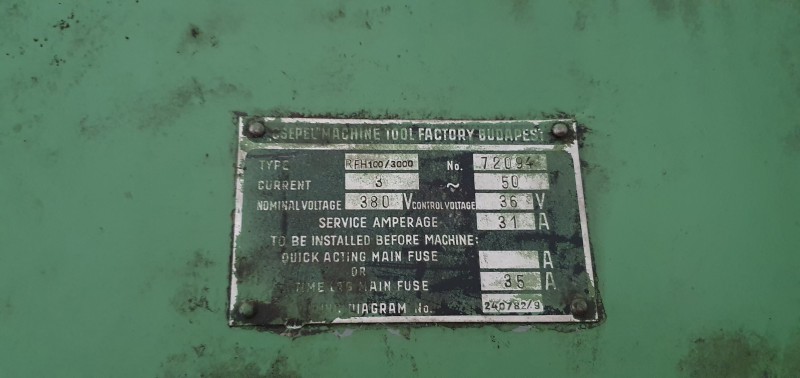 CSEPEL MACHINE TOOL FACTORY BUDAPEST
TYPE RFH100/3000 No. 72094
CURRENT 3 ~ 50
NOMINAL VOLTAGE 380 V CONTROL VOLTAGE 36 V
SERVICE AMPERAGE 31 A
TO BE INSTALLED BEFORE MACHINE:
QUICK ACTING MAIN FUSE A
OR
MAIN FUSE 35 A
DIAGRAM No. 240/82/9